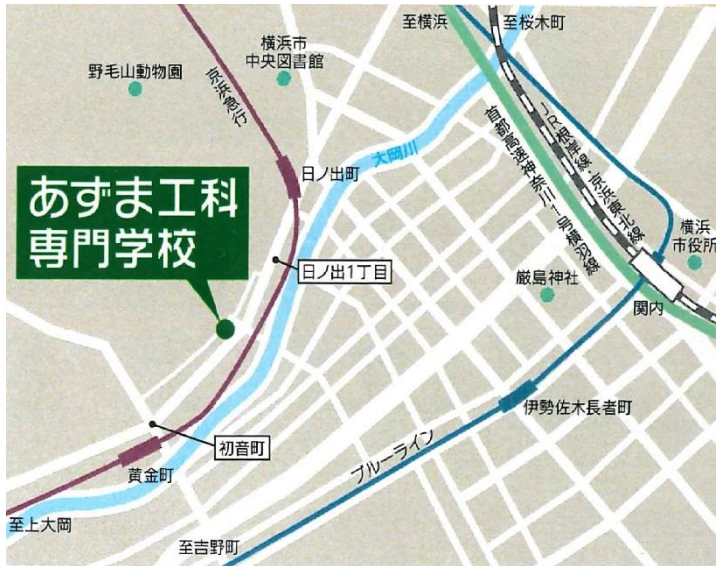 至横浜
至桜木町
横浜市
中央図書館
野毛山動物園
京浜急行
大岡川
日ノ出町
あずま工科
専門学校
首都高速神奈川1号横羽線
JR根岸線・京浜東北線
横浜
市役所
日ノ出1丁目
厳島神社
関内
伊勢佐木長者町
初音町
ブルーライン
黄金町
至上大岡
至吉野町